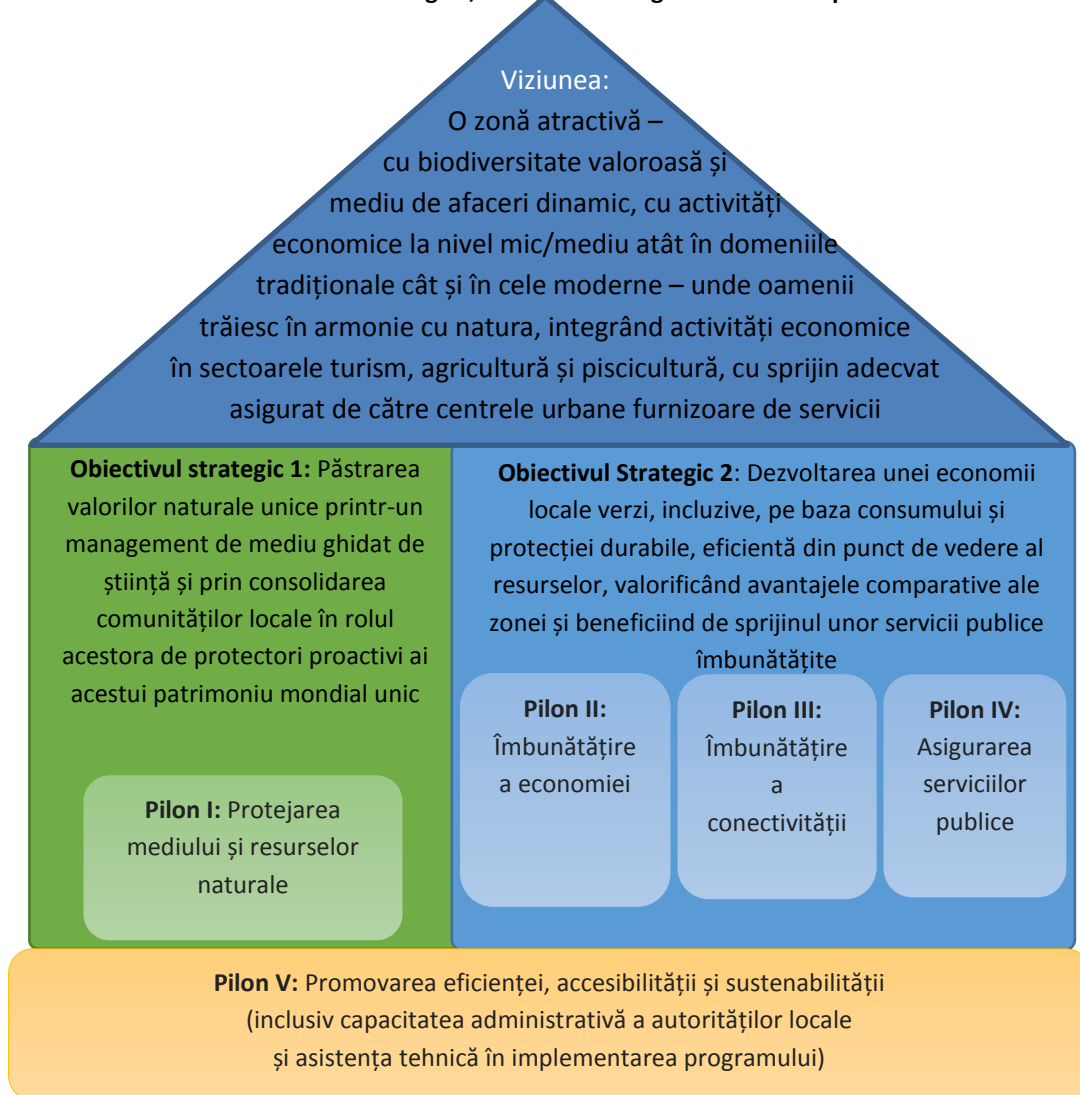 Viziunea:
O zonă atractivă –
cu biodiversitate valoroasă și
mediu de afaceri dinamic, cu activități
economice la nivel mic/mediu atât în domeniile
tradiționale cât și în cele moderne – unde oamenii
trăiesc în armonie cu natura, integrând activități economice
în sectoarele turism, agricultură și piscicultură, cu sprijin adecvat
asigurat de către centrele urbane furnizoare de servicii
Obiectivul strategic 1: Păstrarea
valorilor naturale unice printr-un
management de mediu ghidat de
știință și prin consolidarea
comunităților locale în rolul
acestora de protectori proactivi ai
acestui patrimoniu mondial unic
Pilon I: Protejarea
mediului și resurselor
naturale
Obiectivul Strategic 2: Dezvoltarea unei economii
locale verzi, incluzive, pe baza consumului și
protecției durabile, eficientă din punct de vedere al
resurselor, valorificând avantajele comparative ale
zonei și beneficiind de sprijinul unor servicii publice
îmbunătățite
Pilon II:
Îmbunătățire
a economiei
Pilon III:
Îmbunătățire
a
conectivității
Pilon IV:
Asigurarea
serviciilor
publice
Pilon V: Promovarea eficienței, accesibilității și sustenabilității
(inclusiv capacitatea administrativă a autorităților locale
și asistența tehnică în implementarea programului)